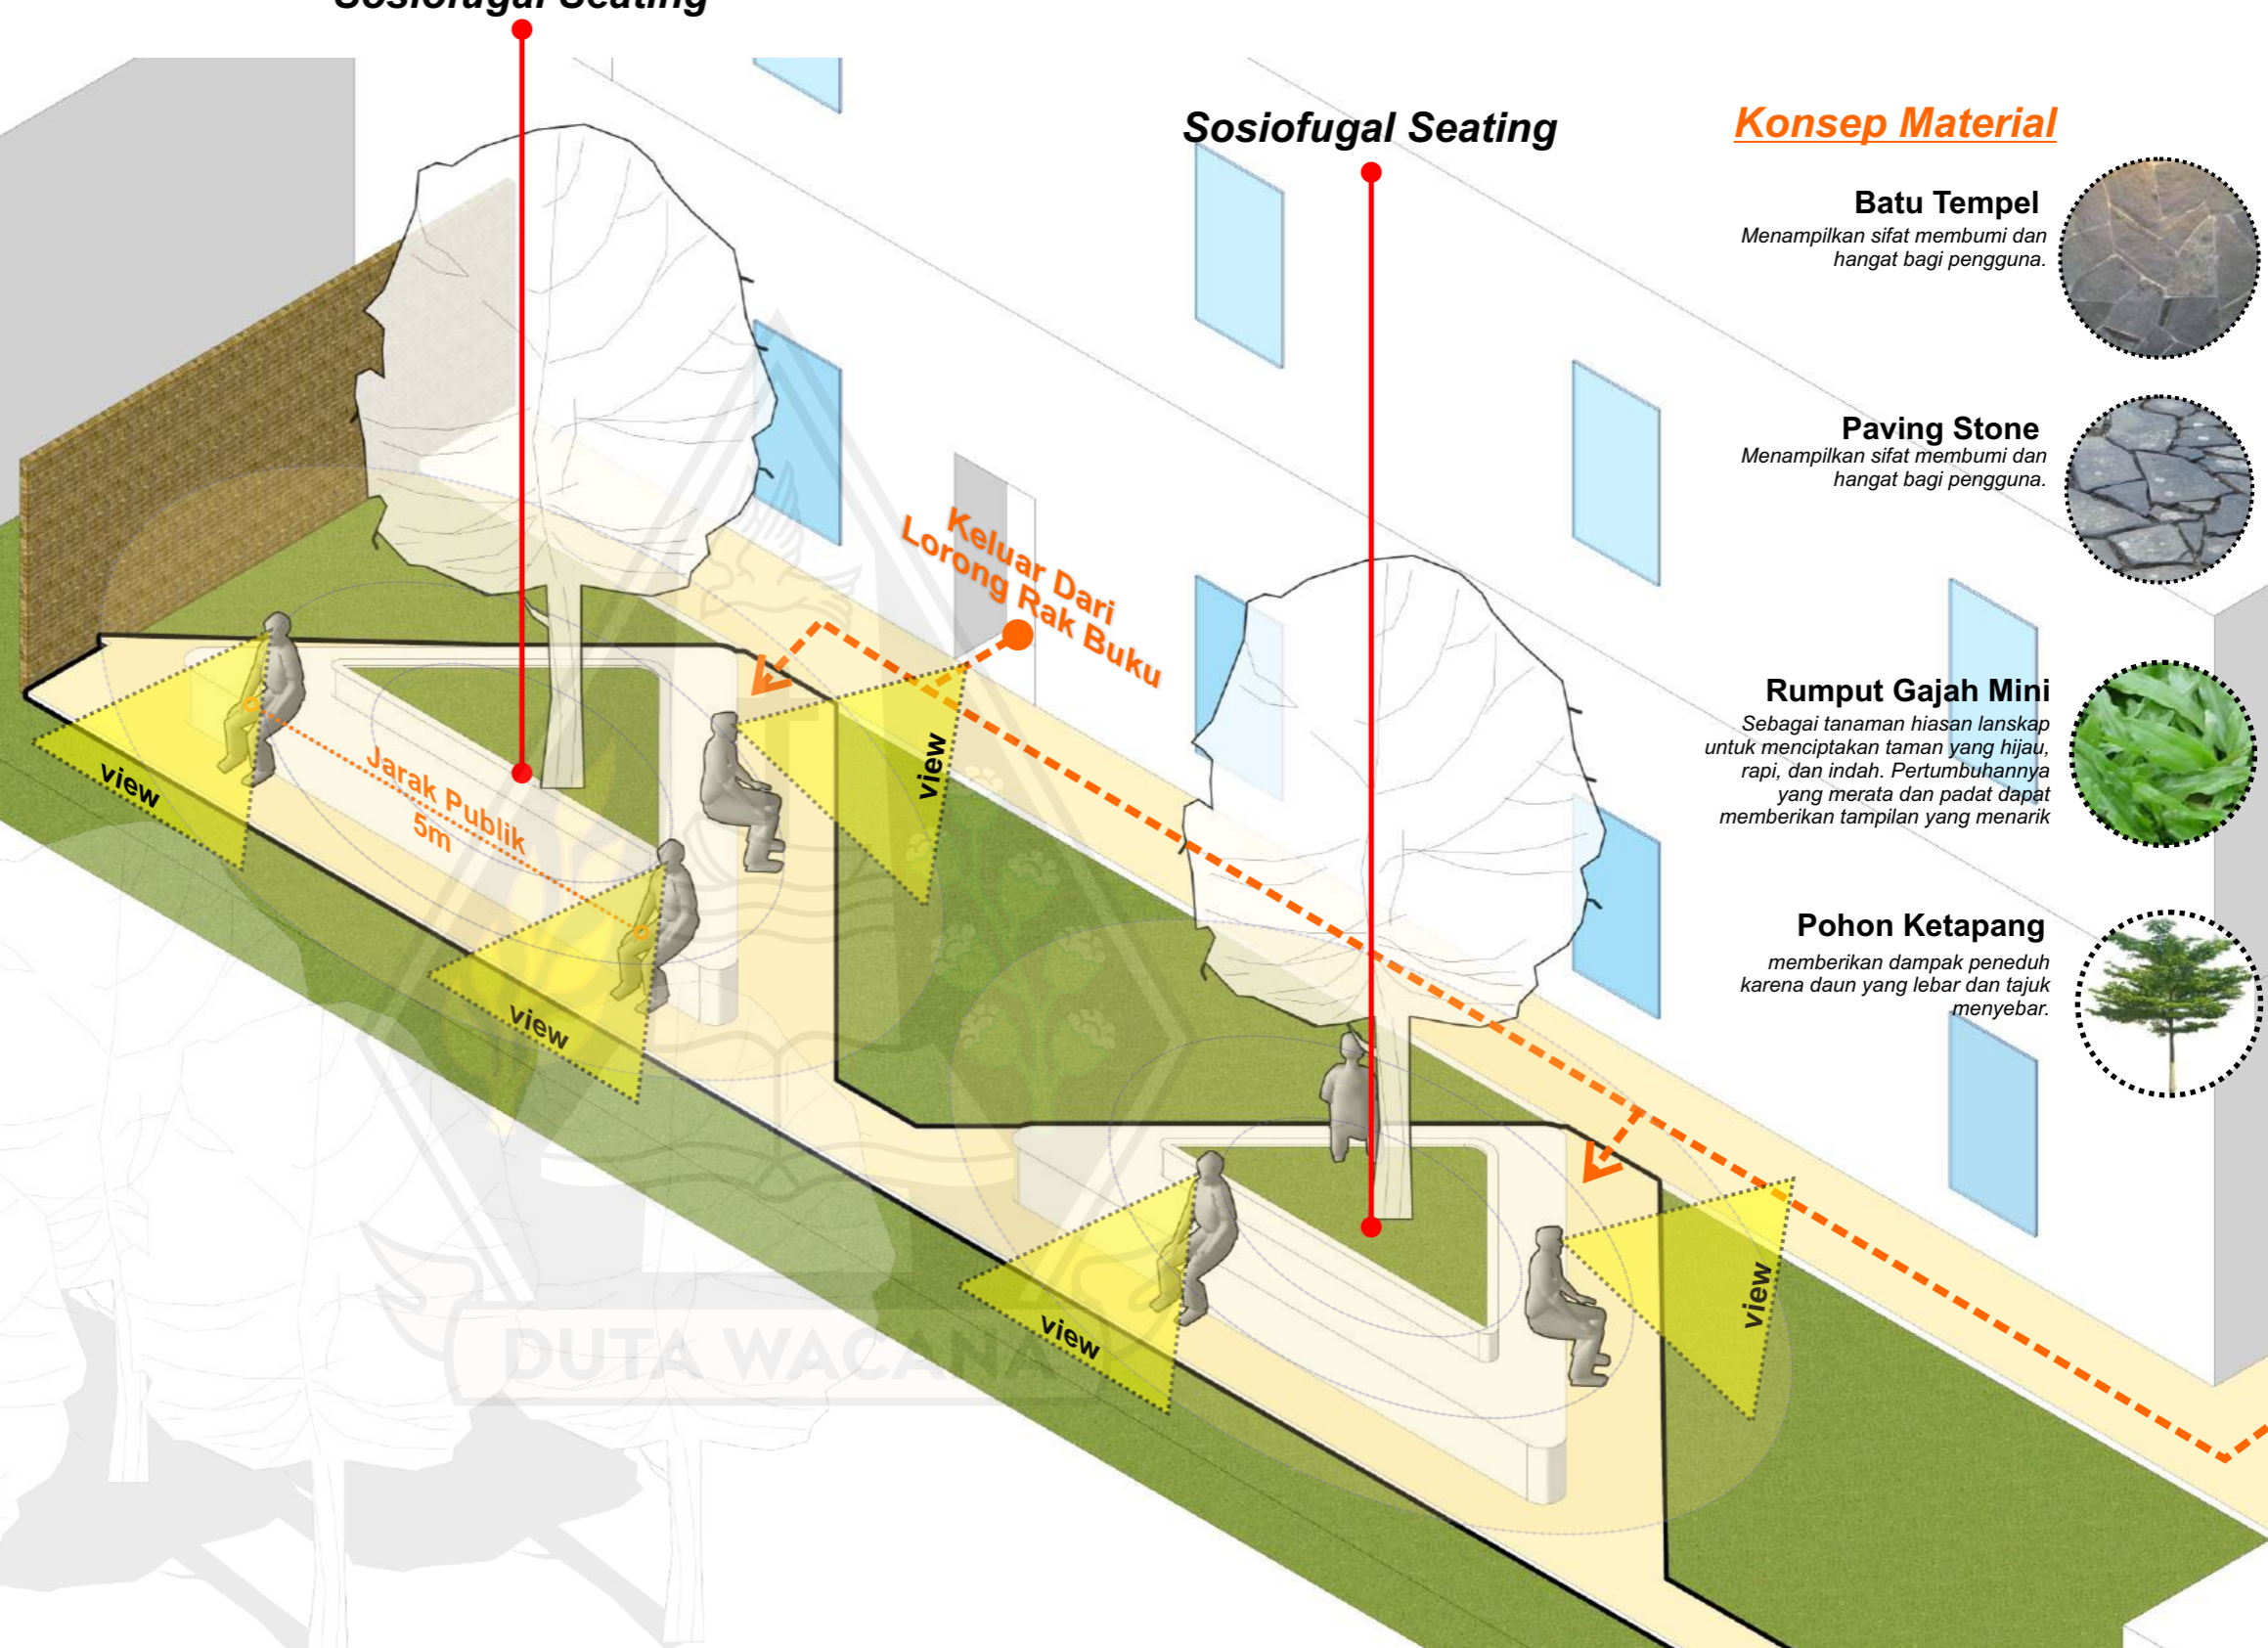 Sosiofugal Seating
Sosiofugal Seating
Konsep Material
Batu Tempel
Menampilkan sifat membumi dan
hangat bagi pengguna.
Paving Stone
Menampilkan sifat membumi dan
hangat bagi pengguna.
Rumput Gajah Mini
Sebagai tanaman hiasan lanskap
untuk menciptakan taman yang hijau,
rapi, dan indah. Pertumbuhannya
yang merata dan padat dapat
memberikan tampilan yang menarik
Pohon Ketapang
memberikan dampak peneduh
karena daun yang lebar dan tajuk
menyebar.
Keluar Dari
Lorong Rak Buku
view
view
Jarak Publik
5m
view
view
view
DUTA WACANA